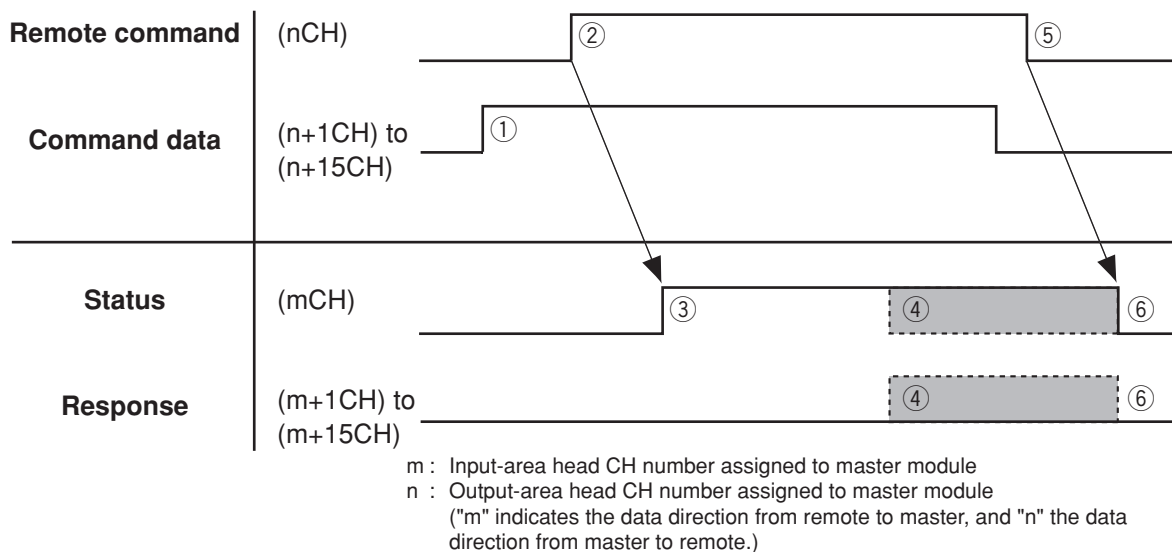 Remote command (nCH) ② ⑤
Command data (n+1CH) to ①
(n+15CH)
Status (mCH) ③ ④ ⑥
Response (m+1CH) to ④ ⑥
(m+15CH)
m : Input-area head CH number assigned to master module
n : Output-area head CH number assigned to master module
("m" indicates the data direction from remote to master, and "n" the data
direction from master to remote.)